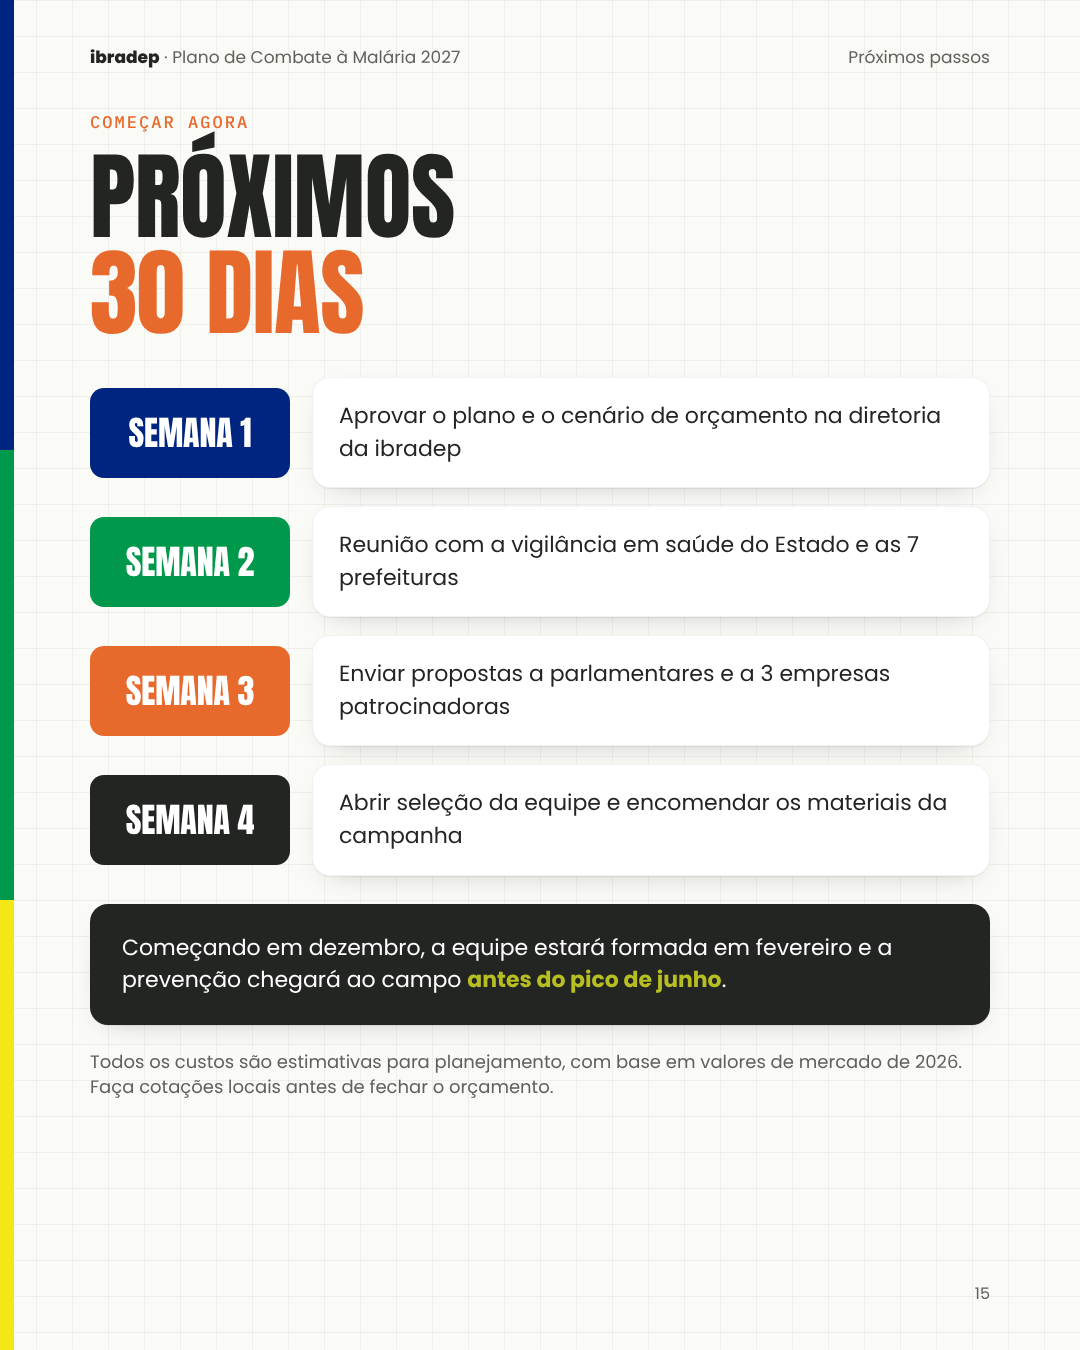 ibradep · Plano de Combate à Malária 2027
Próximos passos
COMEÇAR AGORA
PRÓXIMOS
30 DIAS
SEMANA 1
Aprovar o plano e o cenário de orçamento na diretoria
da ibradep
SEMANA 2
Reunião com a vigilância em saúde do Estado e as 7
prefeituras
SEMANA 3
Enviar propostas a parlamentares e a 3 empresas
patrocinadoras
SEMANA 4
Abrir seleção da equipe e encomendar os materiais da
campanha
Começando em dezembro, a equipe estará formada em fevereiro e a
prevenção chegará ao campo antes do pico de junho.
Todos os custos são estimativas para planejamento, com base em valores de mercado de 2026.
Faça cotações locais antes de fechar o orçamento.
15